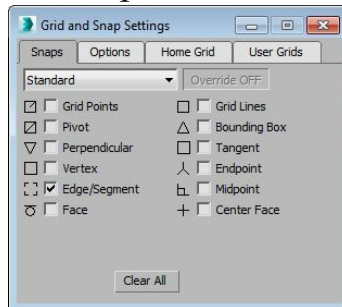 Grid and Snap Settings
Snaps Options Home Grid User Grids
Standard Override OFF
Grid Points Grid Lines
Pivot Bounding Box
Perpendicular Tangent
Vertex Endpoint
Edge/Segment Midpoint
Face Center Face
Clear All